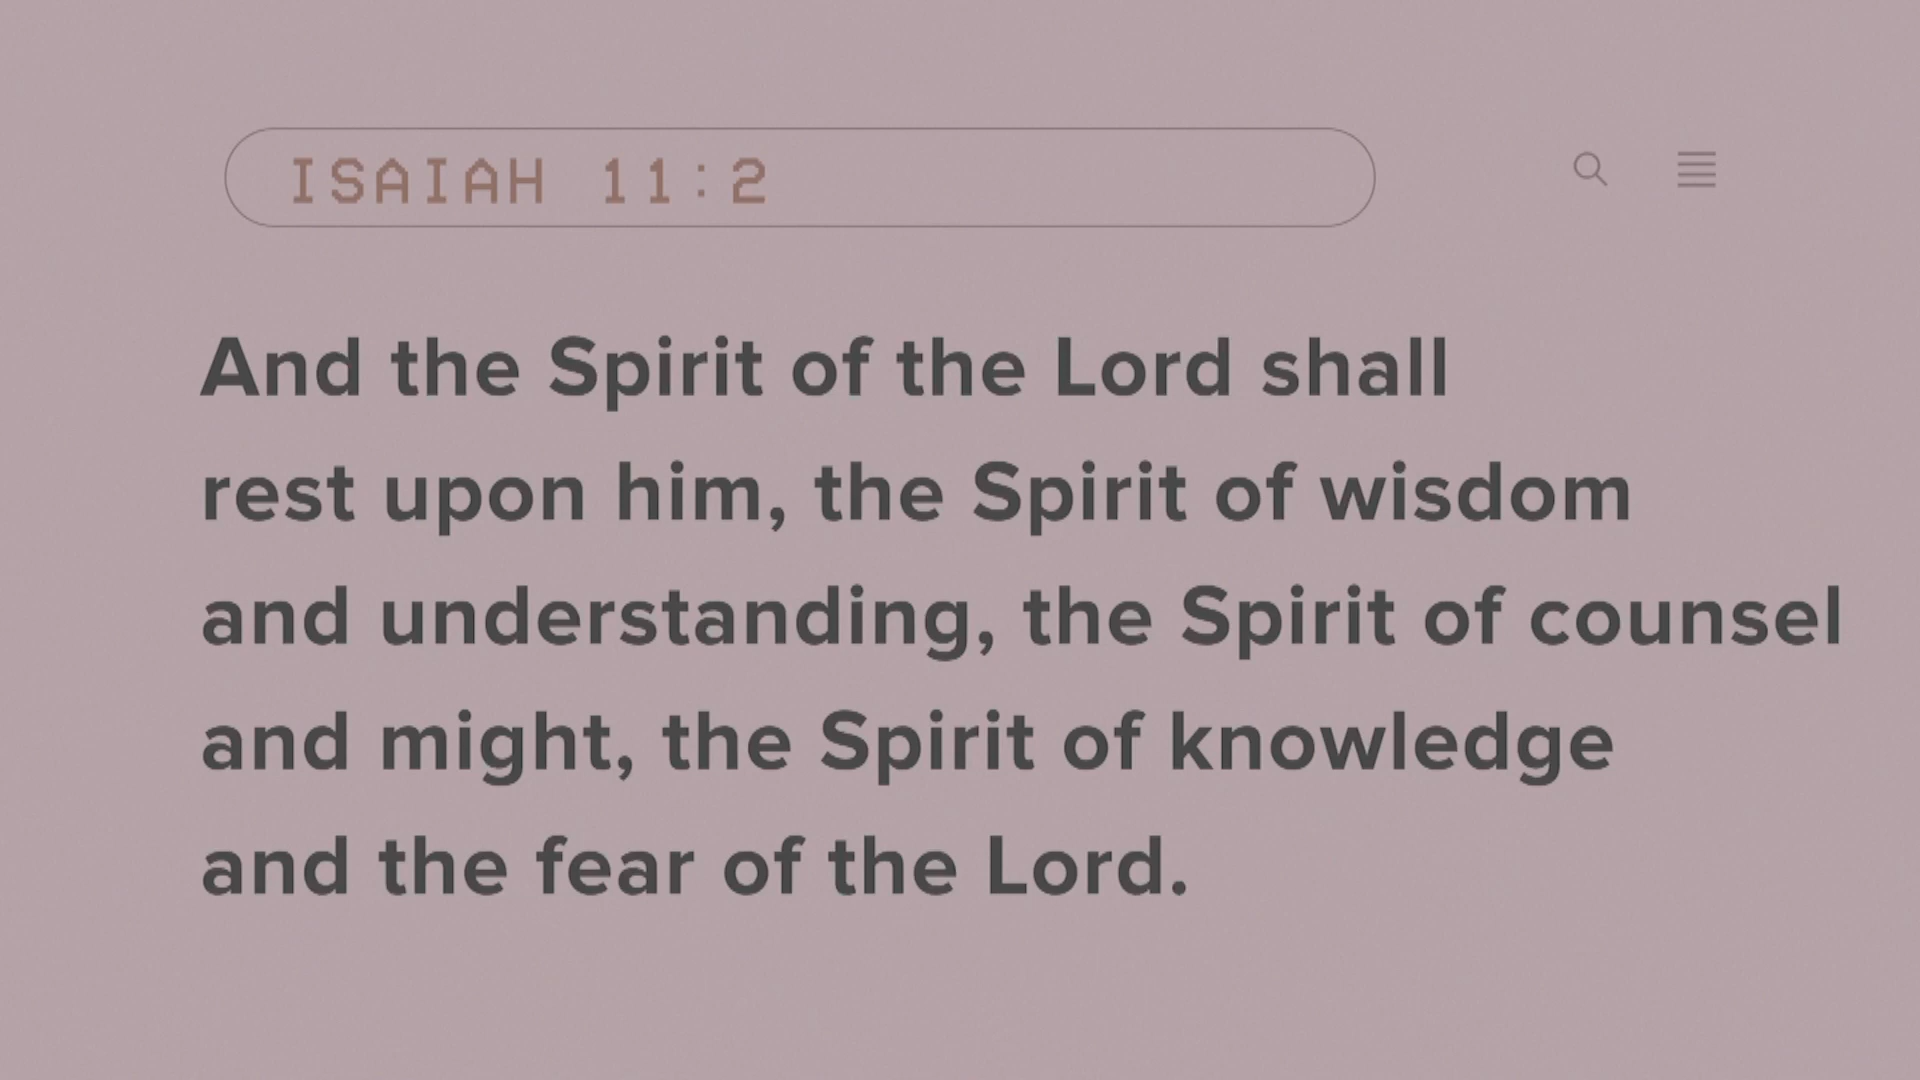 ISAIAH 11:2
And the Spirit of the Lord shall
rest upon him, the Spirit of wisdom
and understanding, the Spirit of counsel
and might, the Spirit of knowledge
and the fear of the Lord.